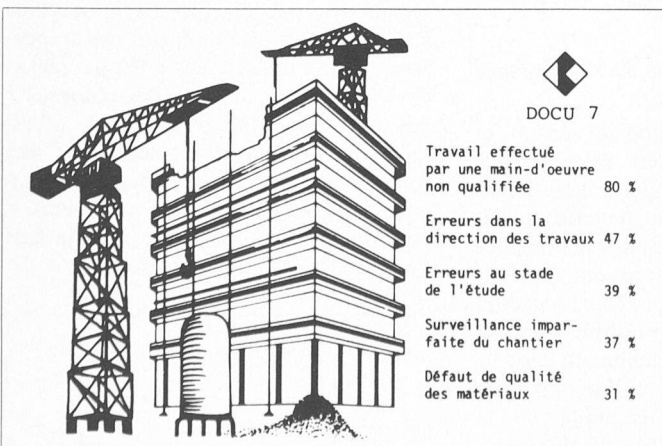 DOCU 7
Travail effectué
par une main-d'oeuvre
non qualifiée 80 %
Erreurs dans la
direction des travaux 47 %
Erreurs au stade
de l'étude 39 %
Surveillance impar-
faite du chantier 37 %
Défaut de qualité
des matériaux 31 %